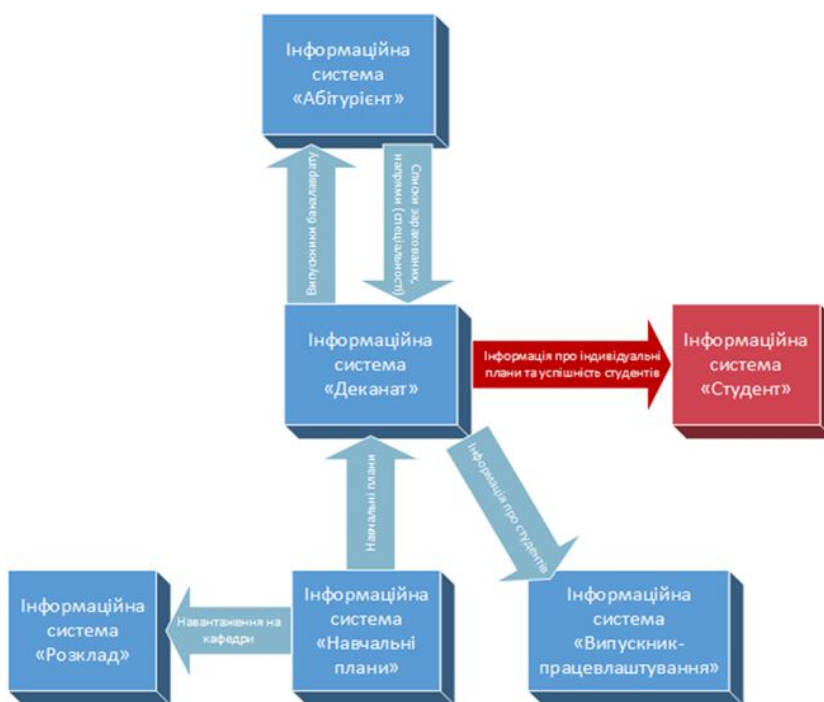 Інформаційна
система
«Абітурієнт»
Випускники бакалаврату
Списки зарахованих,
напрями (спеціальності)
Інформаційна
система
«Деканат»
Інформація про індивідуальні
плани та успішність студентів
Інформаційна
система
«Студент»
Навчальні плани
Інформація про студентів
Інформаційна
система
«Розклад»
Навантаження на
кафедри
Інформаційна
система
«Навчальні
плани»
Інформаційна
система
«Випускник-
працевлаштування»